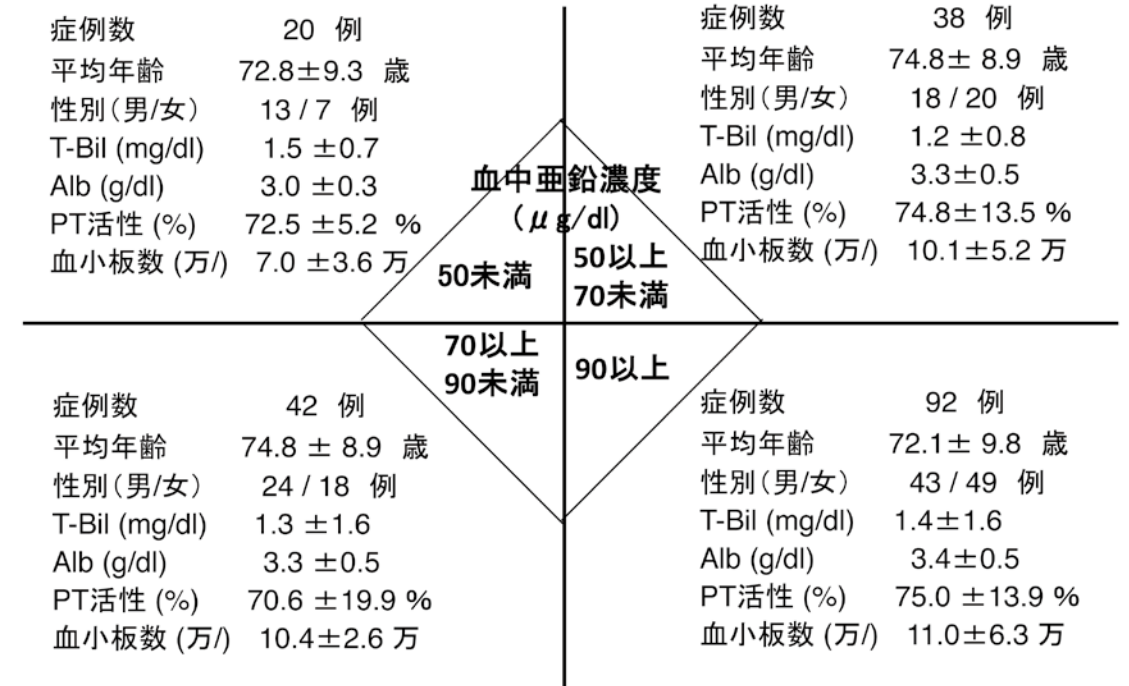 症例数 20 例
平均年齢 72.8±9.3 歳
性別(男/女) 13 / 7 例
T-Bil (mg/dl) 1.5 ±0.7
Alb (g/dl) 3.0 ±0.3
PT活性 (%) 72.5 ±5.2 %
血小板数 (万/) 7.0 ±3.6 万
症例数 38 例
平均年齢 74.8± 8.9 歳
性別(男/女) 18 / 20 例
T-Bil (mg/dl) 1.2 ±0.8
Alb (g/dl) 3.3±0.5
PT活性 (%) 74.8±13.5 %
血小板数 (万/) 10.1±5.2 万
血中亜鉛濃度
(μg/dl)
50未満
50以上
70未満
70以上
90未満
90以上
症例数 42 例
平均年齢 74.8 ± 8.9 歳
性別(男/女) 24 / 18 例
T-Bil (mg/dl) 1.3 ±1.6
Alb (g/dl) 3.3 ±0.5
PT活性 (%) 70.6 ±19.9 %
血小板数 (万/) 10.4±2.6 万
症例数 92 例
平均年齢 72.1± 9.8 歳
性別(男/女) 43 / 49 例
T-Bil (mg/dl) 1.4±1.6
Alb (g/dl) 3.4±0.5
PT活性 (%) 75.0 ±13.9 %
血小板数 (万/) 11.0±6.3 万